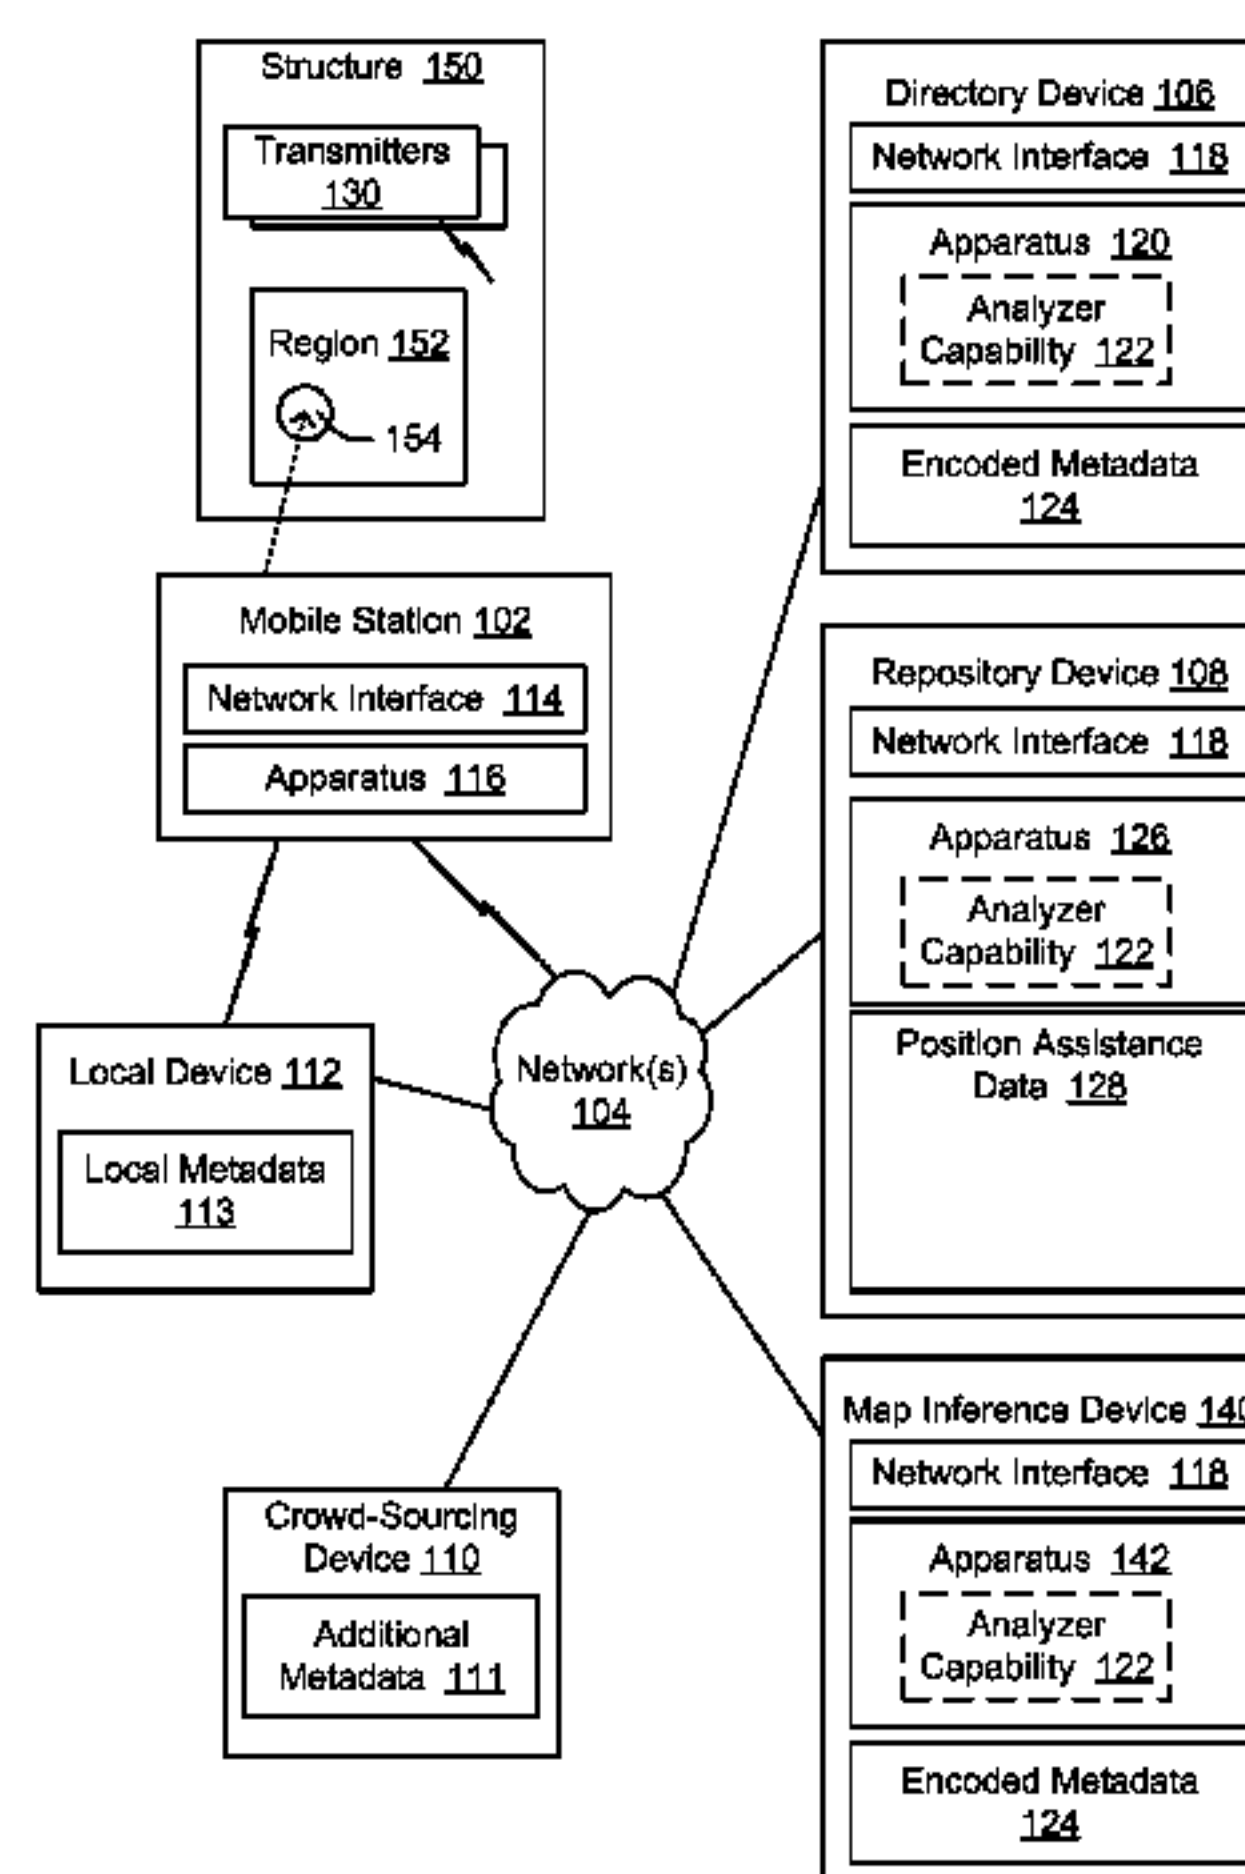 Structure 150
Transmitters
130
Region 152
154
Mobile Station 102
Network Interface 114
Apparatus 116
Local Device 112
Local Metadata
113
Network(s)
104
Crowd-Sourcing
Device 110
Additional
Metadata 111
Directory Device 106
Network Interface 118
Apparatus 120
Analyzer
Capability 122
Encoded Metadata
124
Repository Device 108
Network Interface 118
Apparatus 126
Analyzer
Capability 122
Position Assistance
Data 128
Map Inference Device 140
Network Interface 118
Apparatus 142
Analyzer
Capability 122
Encoded Metadata
124